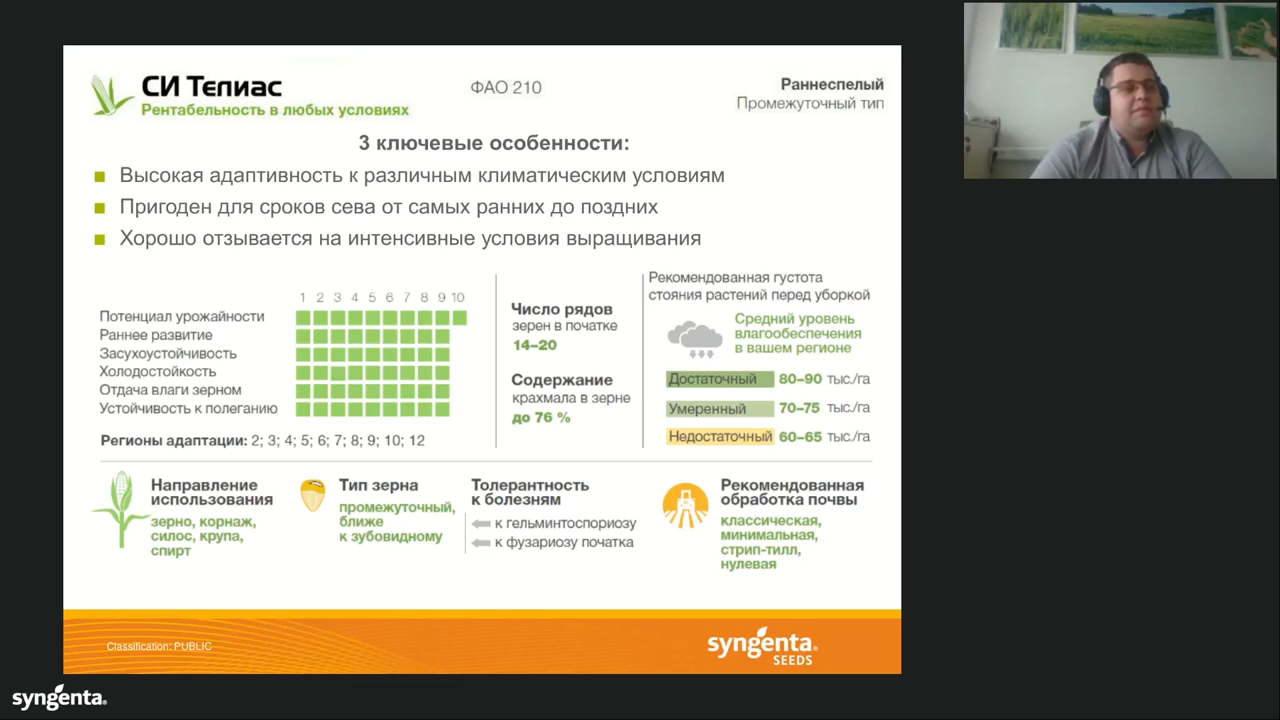 СИ Телиас
Рентабельность в любых условиях
ФАО 210
Раннеспелый
Промежуточный тип
3 ключевые особенности:
Высокая адаптивность к различным климатическим условиям
Пригоден для сроков сева от самых ранних до поздних
Хорошо отзывается на интенсивные условия выращивания
1 2 3 4 5 6 7 8 9 10
Потенциал урожайности
Раннее развитие
Засухоустойчивость
Холодостойкость
Отдача влаги зерном
Устойчивость к полеганию
Регионы адаптации: 2; 3; 4; 5; 6; 7; 8; 9; 10; 12
Число рядов
зерен в початке
14–20
Содержание
крахмала в зерне
до 76 %
Рекомендованная густота
стояния растений перед уборкой
Средний уровень
влагообеспечения
в вашем регионе
Достаточный 80–90 тыс./га
Умеренный 70–75 тыс./га
Недостаточный 60–65 тыс./га
Направление
использования
зерно, корнаж,
силос, крупа,
спирт
Тип зерна
промежуточный,
ближе
к зубовидному
Толерантность
к болезням
к гельминтоспориозу
к фузариозу початка
Рекомендованная
обработка почвы
классическая,
минимальная,
стрип-тилл,
нулевая
Classification: PUBLIC
syngenta
SEEDS
syngenta